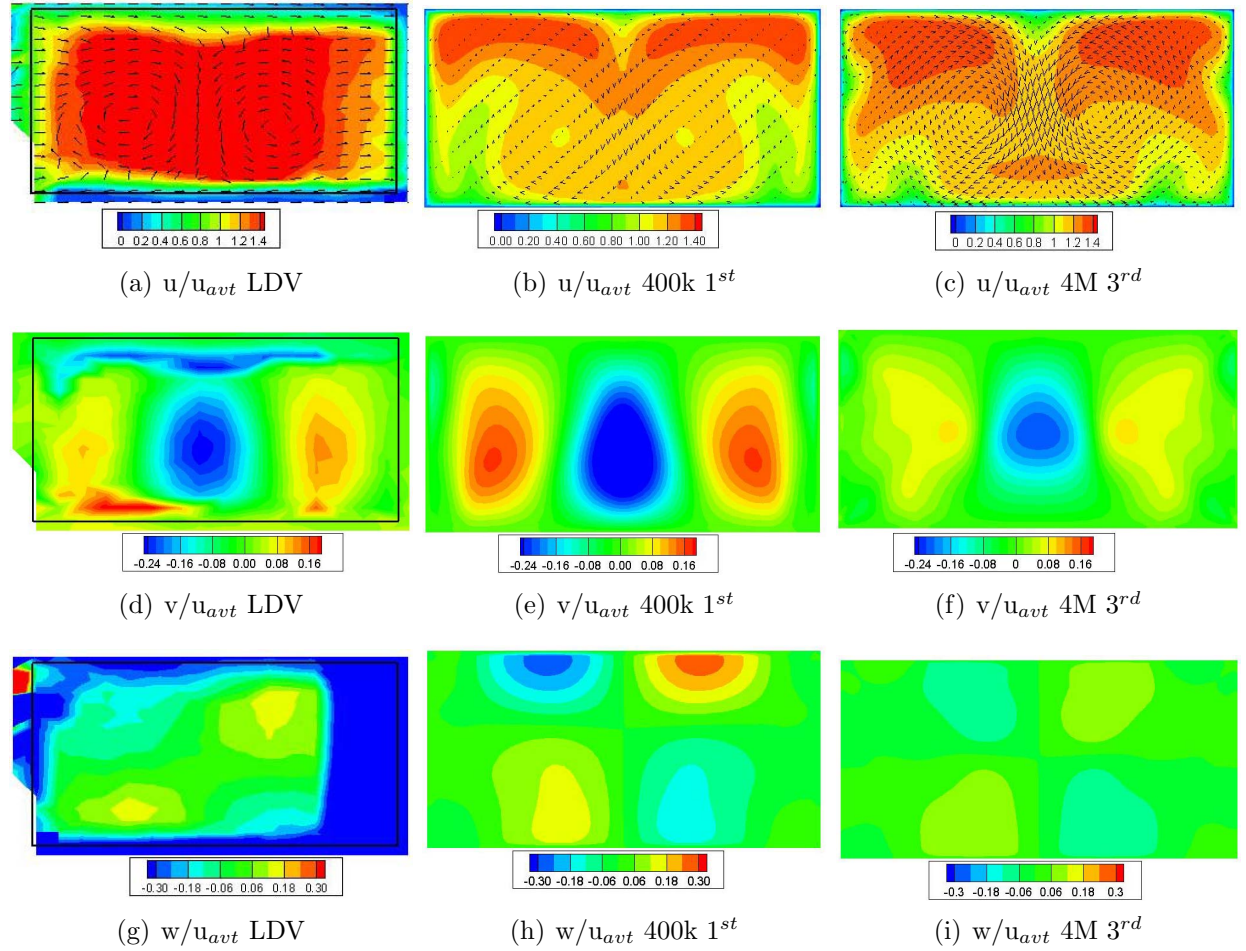 0 0.2 0.4 0.6 0.8 1 1.2 1.4
0.00 0.20 0.40 0.60 0.80 1.00 1.20 1.40
0 0.2 0.4 0.6 0.8 1 1.2 1.4
(a) u/u_avt LDV
(b) u/u_avt 400k 1^st
(c) u/u_avt 4M 3^rd
-0.24 -0.16 -0.08 0.00 0.08 0.16
-0.24 -0.16 -0.08 0.00 0.08 0.16
-0.24 -0.16 -0.08 0 0.08 0.16
(d) v/u_avt LDV
(e) v/u_avt 400k 1^st
(f) v/u_avt 4M 3^rd
-0.30 -0.18 -0.06 0.06 0.18 0.30
-0.30 -0.18 -0.06 0.06 0.18 0.30
-0.3 -0.18 -0.06 0.06 0.18 0.3
(g) w/u_avt LDV
(h) w/u_avt 400k 1^st
(i) w/u_avt 4M 3^rd